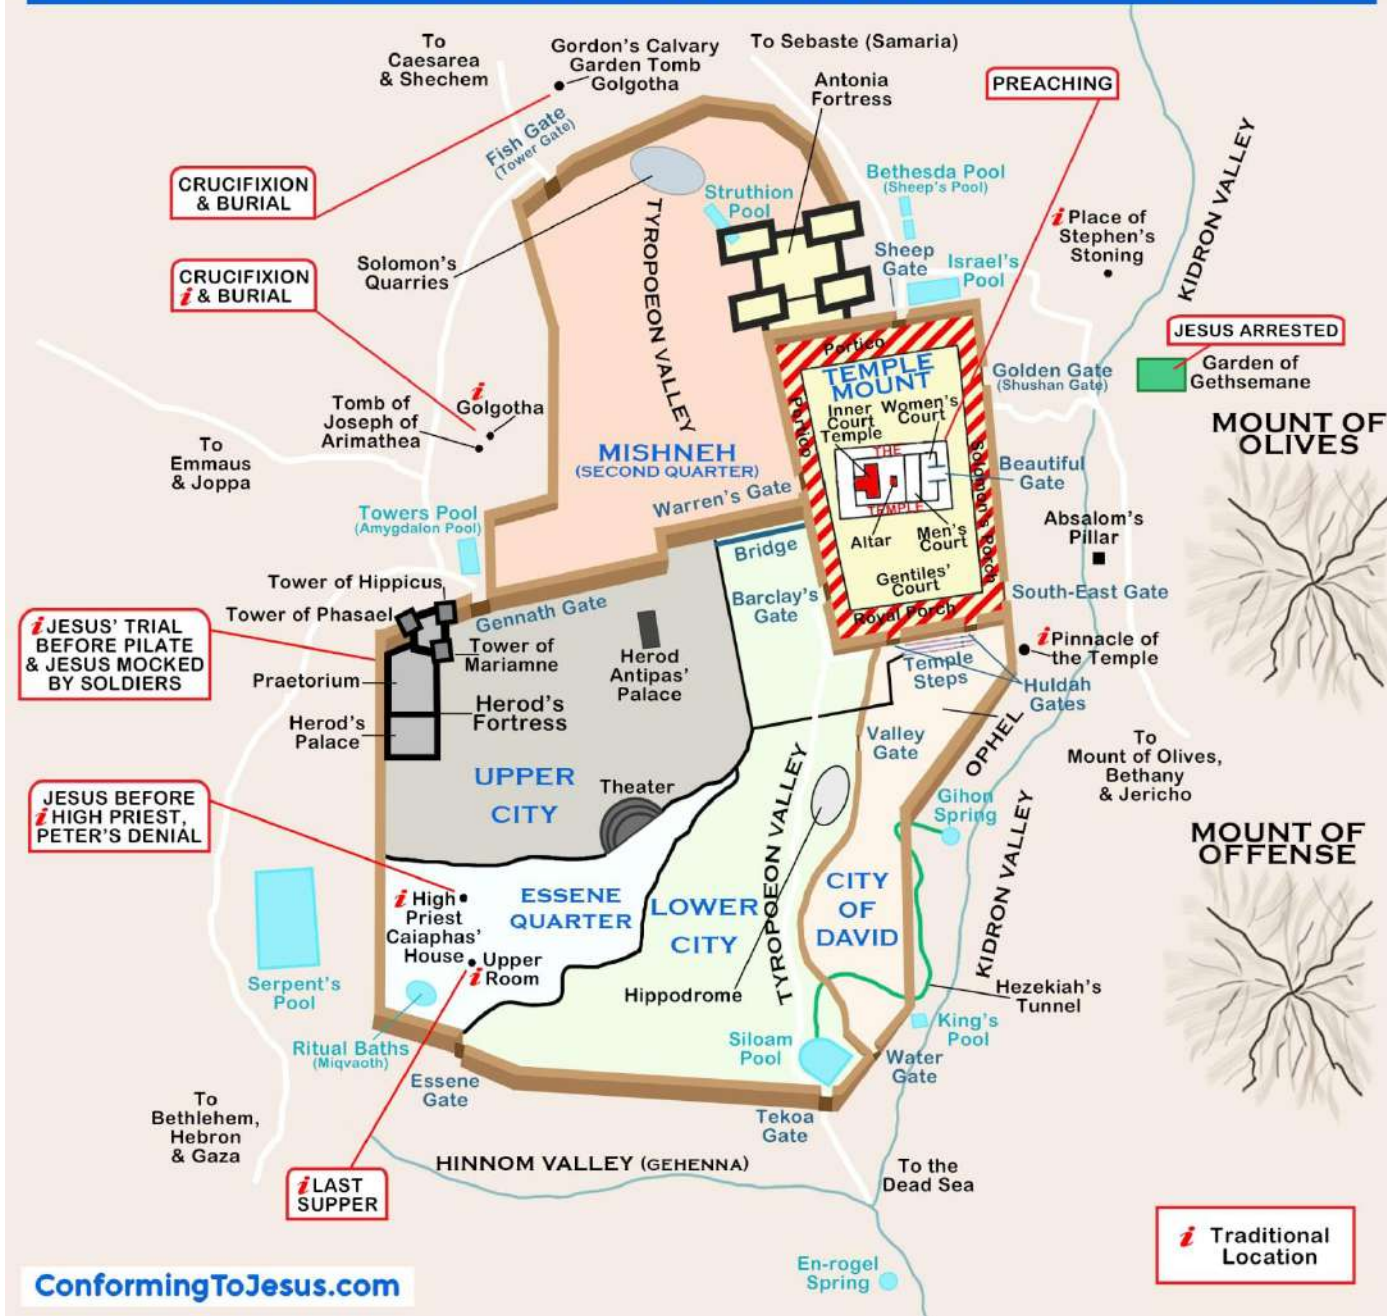 To
Caesarea
& Shechem
Gordon's Calvary
Garden Tomb
Golgotha
To Sebaste (Samaria)
Antonia
Fortress
PREACHING
Fish Gate
(Tower Gate)
CRUCIFIXION
& BURIAL
Struthion
Pool
Bethesda Pool
(Sheep's Pool)
i Place of
Stephen's
Stoning
KIDRON VALLEY
TYROPOEON VALLEY
Solomon's
Quarries
Sheep
Gate
Israel's
Pool
CRUCIFIXION
i & BURIAL
JESUS ARRESTED
Garden of
Gethsemane
Portico
TEMPLE
MOUNT
Golden Gate
(Shushan Gate)
Portico
Inner
Court
Temple
Women's
Court
THE
TEMPLE
Altar
Men's
Court
Gentiles'
Court
Solomon's Porch
Royal Porch
i
Golgotha
Tomb of
Joseph of
Arimathea
To
Emmaus
& Joppa
MOUNT OF
OLIVES
MISHNEH
(SECOND QUARTER)
Warren's Gate
Beautiful
Gate
Towers Pool
(Amygdalon Pool)
Absalom's
Pillar
Bridge
Tower of Hippicus
Tower of Phasael
Gennath Gate
Barclay's
Gate
South-East Gate
i JESUS' TRIAL
BEFORE PILATE
& JESUS MOCKED
BY SOLDIERS
Tower of
Mariamne
Herod
Antipas'
Palace
Temple
Steps
i Pinnacle of
the Temple
Huldah
Gates
Praetorium
Herod's
Fortress
Herod's
Palace
Valley
Gate
OPHEL
To
Mount of Olives,
Bethany
& Jericho
UPPER
CITY
Theater
TYROPOEON VALLEY
Gihon
Spring
KIDRON VALLEY
MOUNT OF
OFFENSE
JESUS BEFORE
i HIGH PRIEST,
PETER'S DENIAL
i High
Priest
Caiaphas'
House
ESSENE
QUARTER
LOWER
CITY
CITY
OF
DAVID
Upper
i Room
Serpent's
Pool
Hippodrome
Hezekiah's
Tunnel
Ritual Baths
(Miqvaoth)
Siloam
Pool
King's
Pool
Water
Gate
Essene
Gate
Tekoa
Gate
To
Bethlehem,
Hebron
& Gaza
HINNOM VALLEY (GEHENNA)
To the
Dead Sea
i LAST
SUPPER
En-rogel
Spring
i Traditional
Location
ConformingToJesus.com